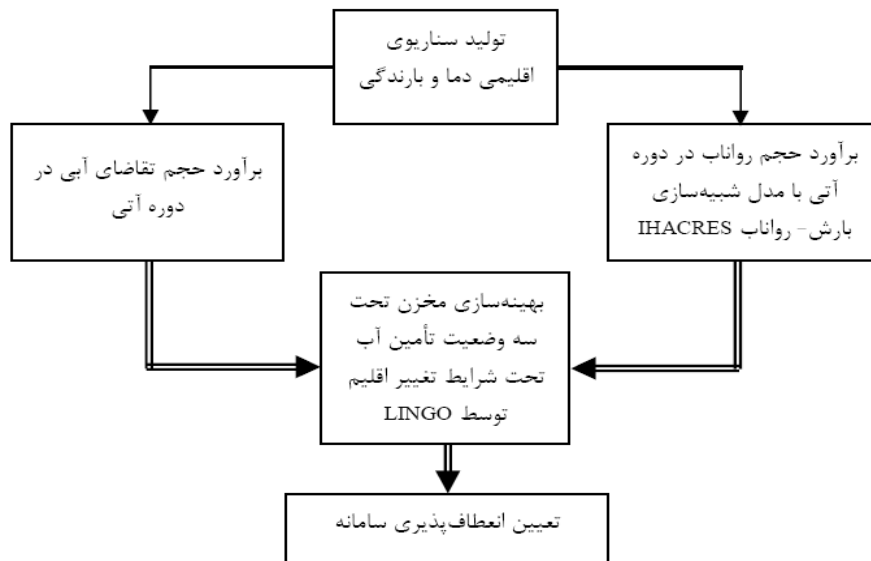 تولید سناریوی
اقلیمی دما و بارندگی
برآورد حجم رواناب در دوره
آتی با مدل شبیه‌سازی
بارش- رواناب IHACRES
برآورد حجم تقاضای آبی در
دوره آتی
بهینه‌سازی مخزن تحت
سه وضعیت تأمین آب
تحت شرایط تغییر اقلیم
توسط LINGO
تعیین انعطاف‌پذیری سامانه